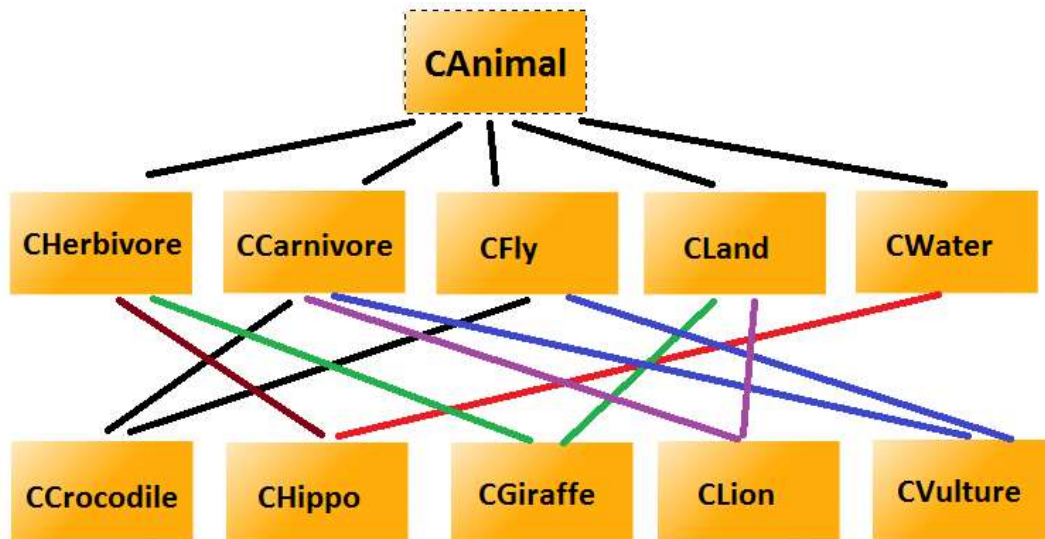 CAnimal
CHerbivore
CCarnivore
CFly
CLand
CWater
CCrocodile
CHippo
CGiraffe
CLion
CVulture